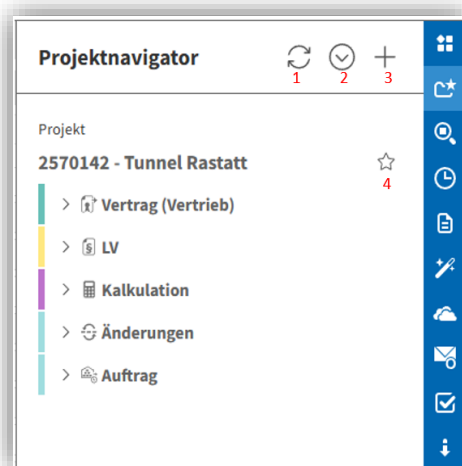 Projektnavigator
1 2 3
Projekt
2570142 - Tunnel Rastatt
4
Vertrag (Vertrieb)
§ LV
Kalkulation
Änderungen
Auftrag